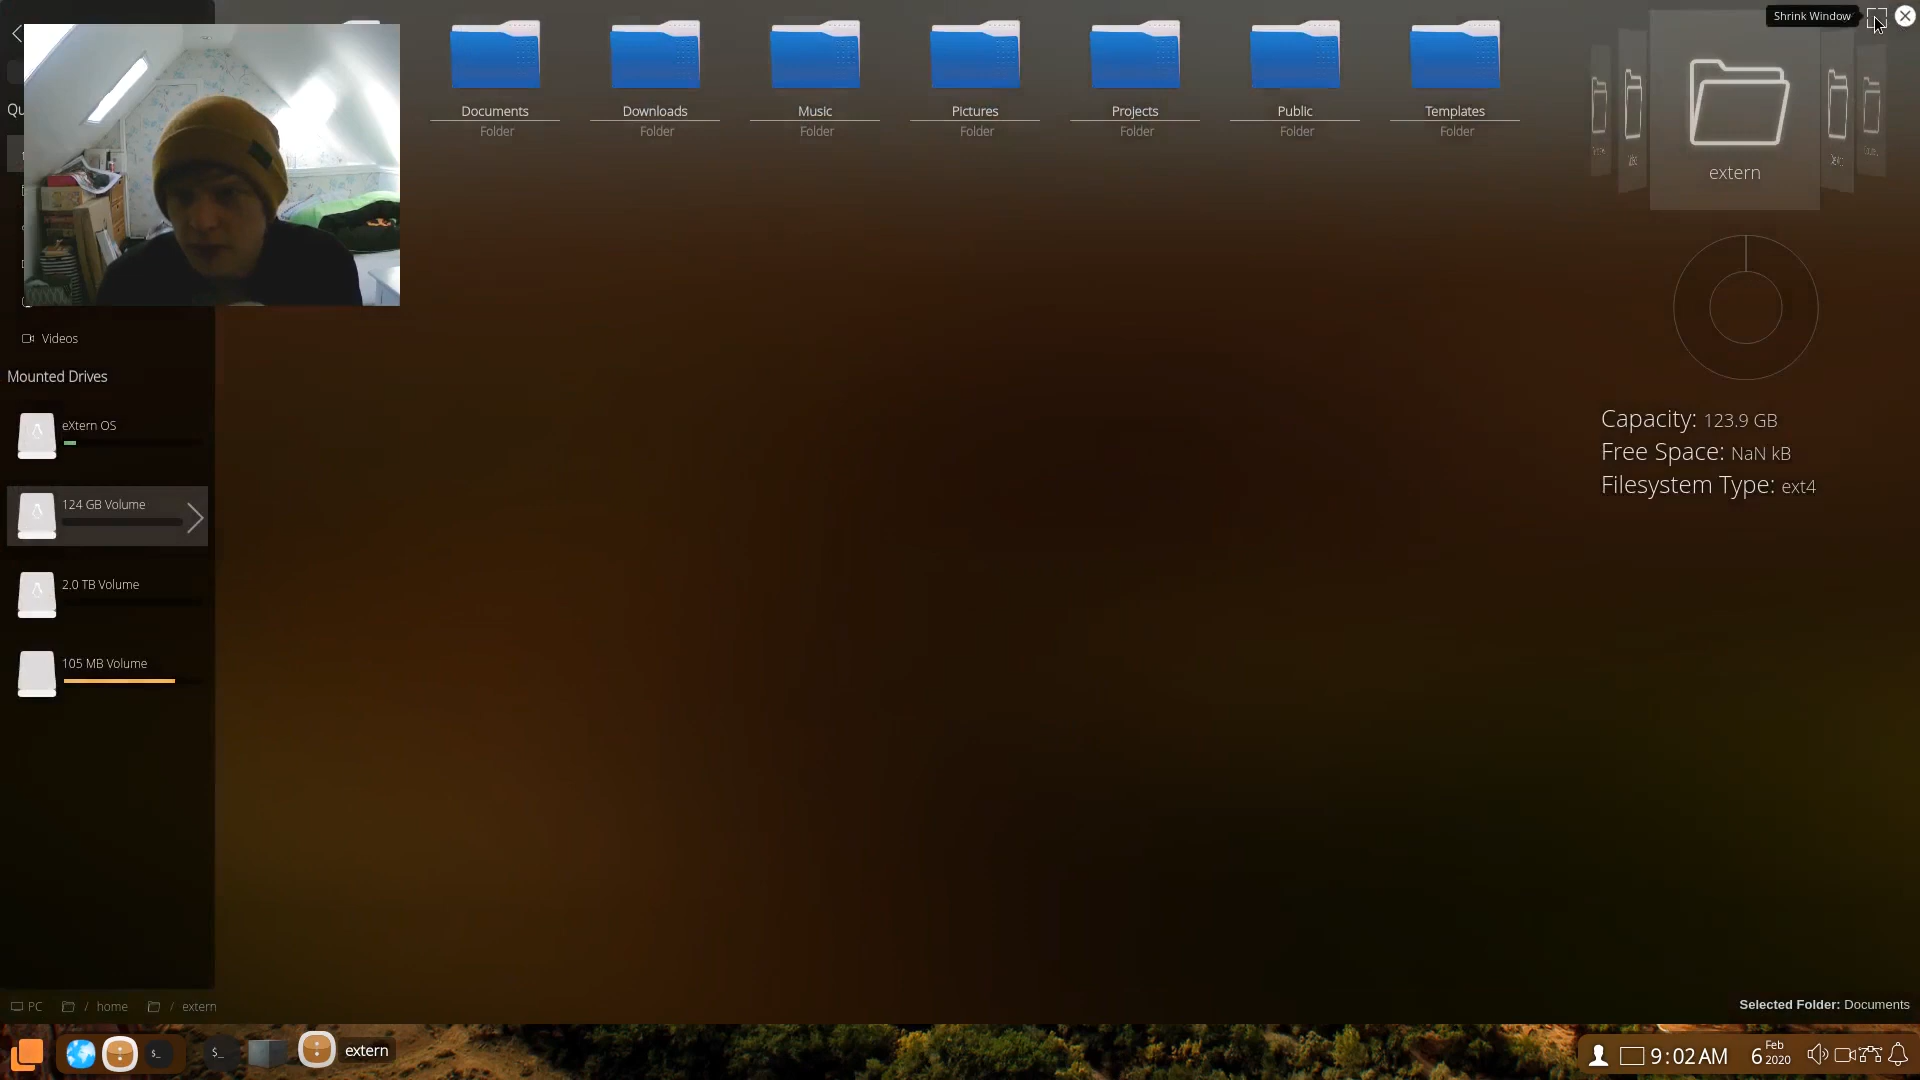 Shrink Window
Documents
Folder
Downloads
Folder
Music
Folder
Pictures
Folder
Projects
Folder
Public
Folder
Templates
Folder
extern
Qu
Videos
Mounted Drives
eXtern OS
124 GB Volume
2.0 TB Volume
105 MB Volume
Capacity: 123.9 GB
Free Space: NaN kB
Filesystem Type: ext4
PC / home / extern
Selected Folder: Documents
$_
$_
extern
9:02 AM
6 Feb 2020